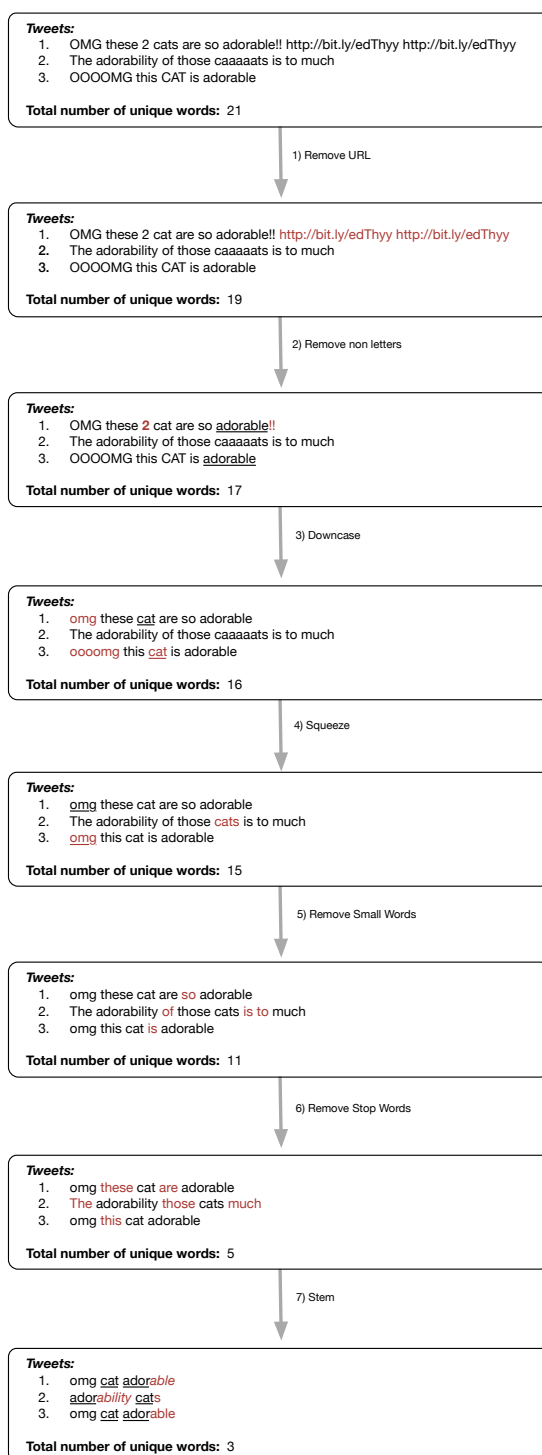 Tweets:
1. OMG these 2 cats are so adorable!! http://bit.ly/edThyy http://bit.ly/edThyy
2. The adorability of those caaaaats is to much
3. OOOOMG this CAT is adorable
Total number of unique words: 21
1) Remove URL
Tweets:
1. OMG these 2 cat are so adorable!! http://bit.ly/edThyy http://bit.ly/edThyy
2. The adorability of those caaaaats is to much
3. OOOOMG this CAT is adorable
Total number of unique words: 19
2) Remove non letters
Tweets:
1. OMG these 2 cat are so adorable!!
2. The adorability of those caaaaats is to much
3. OOOOMG this CAT is adorable
Total number of unique words: 17
3) Downcase
Tweets:
1. omg these cat are so adorable
2. The adorability of those caaaaats is to much
3. oooomg this cat is adorable
Total number of unique words: 16
4) Squeeze
Tweets:
1. omg these cat are so adorable
2. The adorability of those cats is to much
3. omg this cat is adorable
Total number of unique words: 15
5) Remove Small Words
Tweets:
1. omg these cat are so adorable
2. The adorability of those cats is to much
3. omg this cat is adorable
Total number of unique words: 11
6) Remove Stop Words
Tweets:
1. omg these cat are adorable
2. The adorability those cats much
3. omg this cat adorable
Total number of unique words: 5
7) Stem
Tweets:
1. omg cat adorable
2. adorability cats
3. omg cat adorable
Total number of unique words: 3